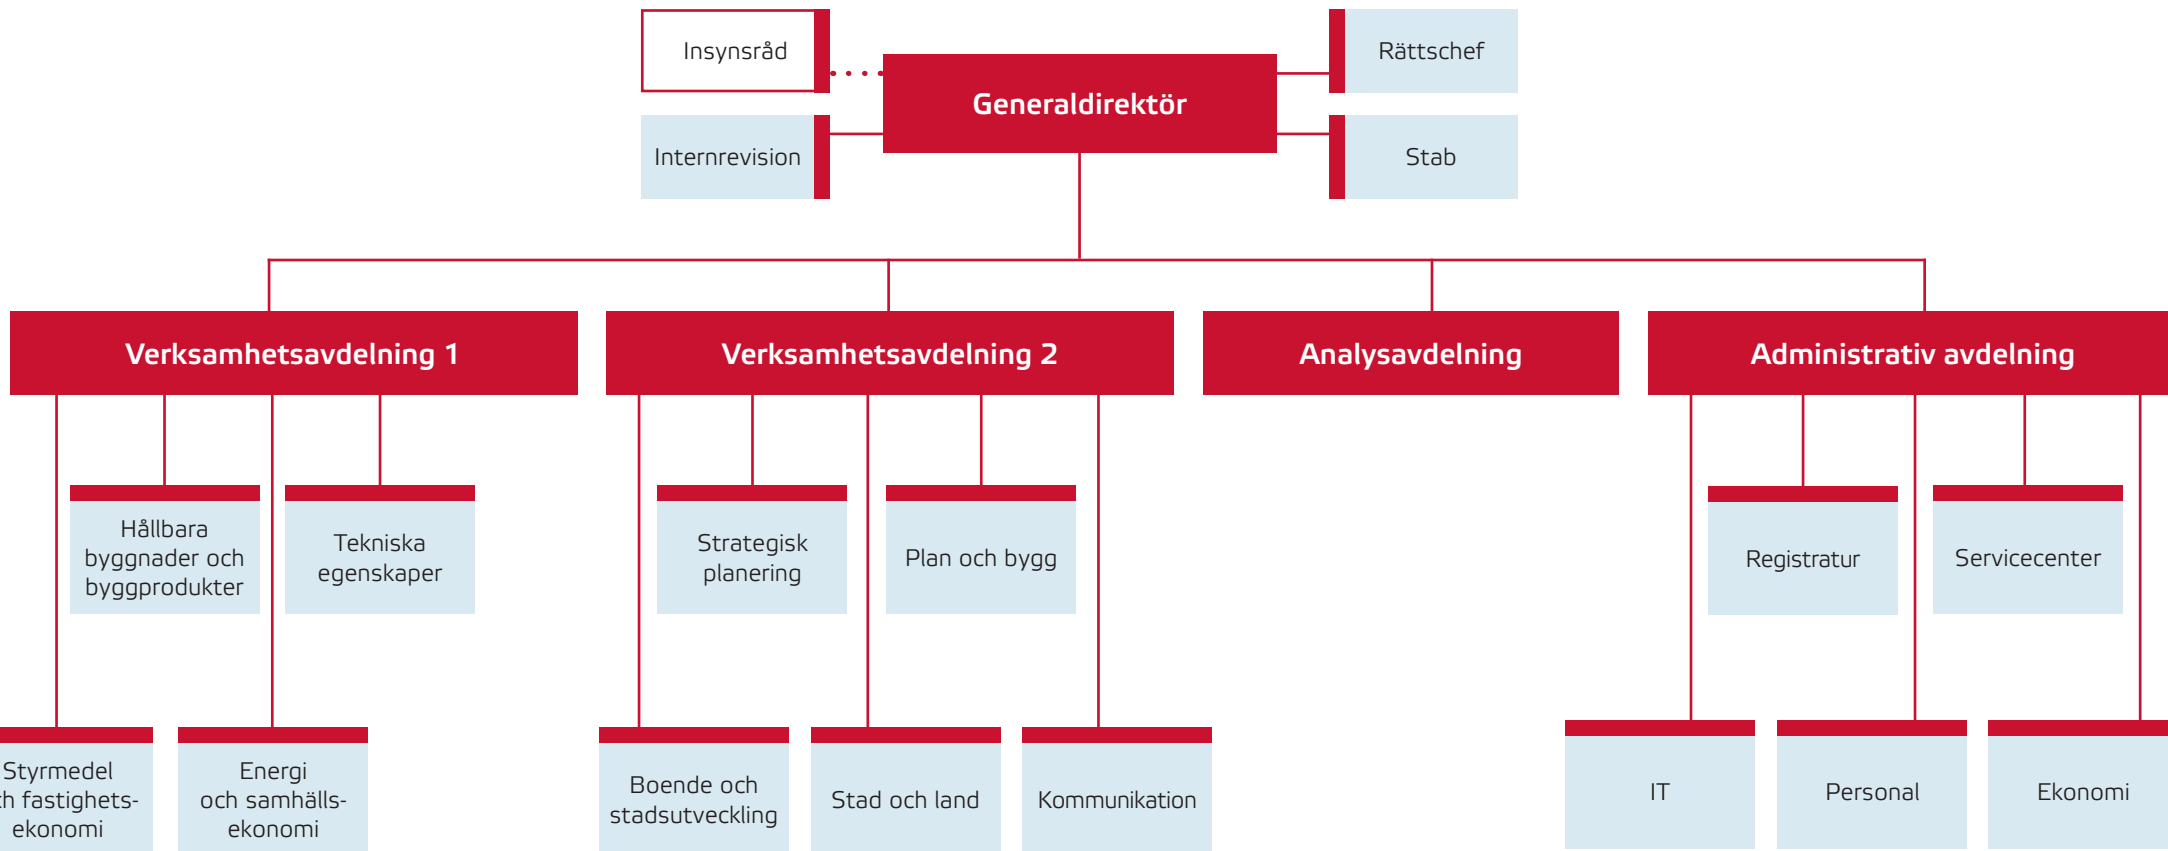 Insynsråd
Rättschef
Generaldirektör
Internrevision
Stab
Verksamhetsavdelning 1
Verksamhetsavdelning 2
Analysavdelning
Administrativ avdelning
Hållbara
byggnader och
byggprodukter
Tekniska
egenskaper
Strategisk
planering
Plan och bygg
Registratur
Servicecenter
Styrmedel
ch fastighets-
ekonomi
Energi
och samhälls-
ekonomi
Boende och
stadsutveckling
Stad och land
Kommunikation
IT
Personal
Ekonomi